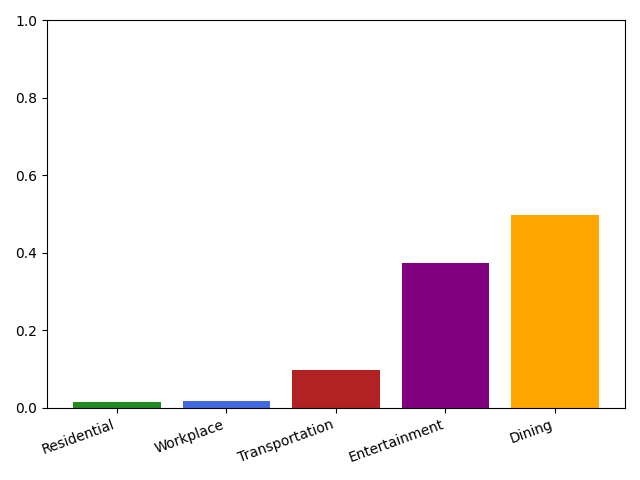 1.0
0.8
0.6
0.4
0.2
0.0
Residential
Workplace
Transportation
Entertainment
Dining